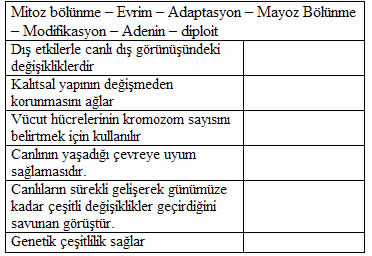 Mitoz bölünme – Evrim – Adaptasyon – Mayoz Bölünme
– Modifikasyon – Adenin – diploit
Dış etkilerle canlı dış görünüşündeki
değişikliklerdir
Kalıtsal yapının değişmeden
korunmasını ağlar
Vücut hücrelerinin kromozom sayısını
belirtmek için kullanılır
Canlının yaşadığı çevreye uyum
sağlamasıdır.
Canlıların sürekli gelişerek günümüze
kadar çeşitli değişiklikler geçirdiğini
savunan görüştür.
Genetik çeşitlilik sağlar